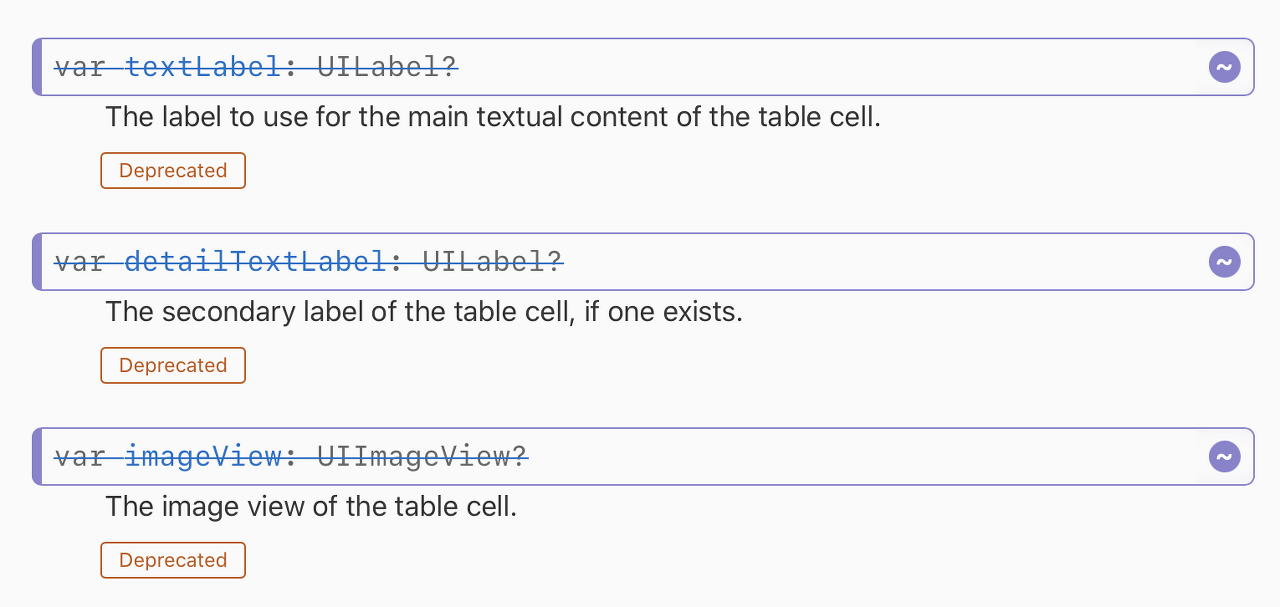 var textLabel: UILabel?
~
The label to use for the main textual content of the table cell.
Deprecated
var detailTextLabel: UILabel?
~
The secondary label of the table cell, if one exists.
Deprecated
var imageView: UIImageView?
~
The image view of the table cell.
Deprecated